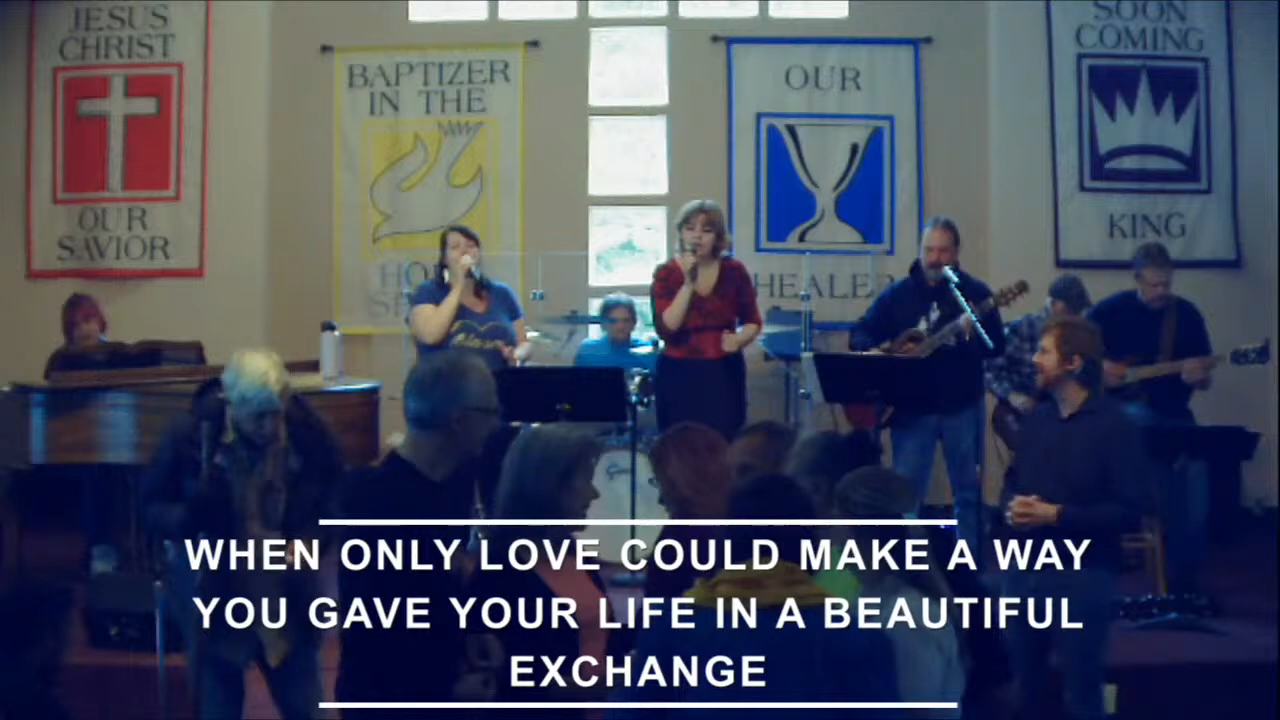 JESUS
CHRIST
OUR
SAVIOR
BAPTIZER
IN THE
OUR
HEALER
SOON
COMING
KING
WHEN ONLY LOVE COULD MAKE A WAY
YOU GAVE YOUR LIFE IN A BEAUTIFUL
EXCHANGE